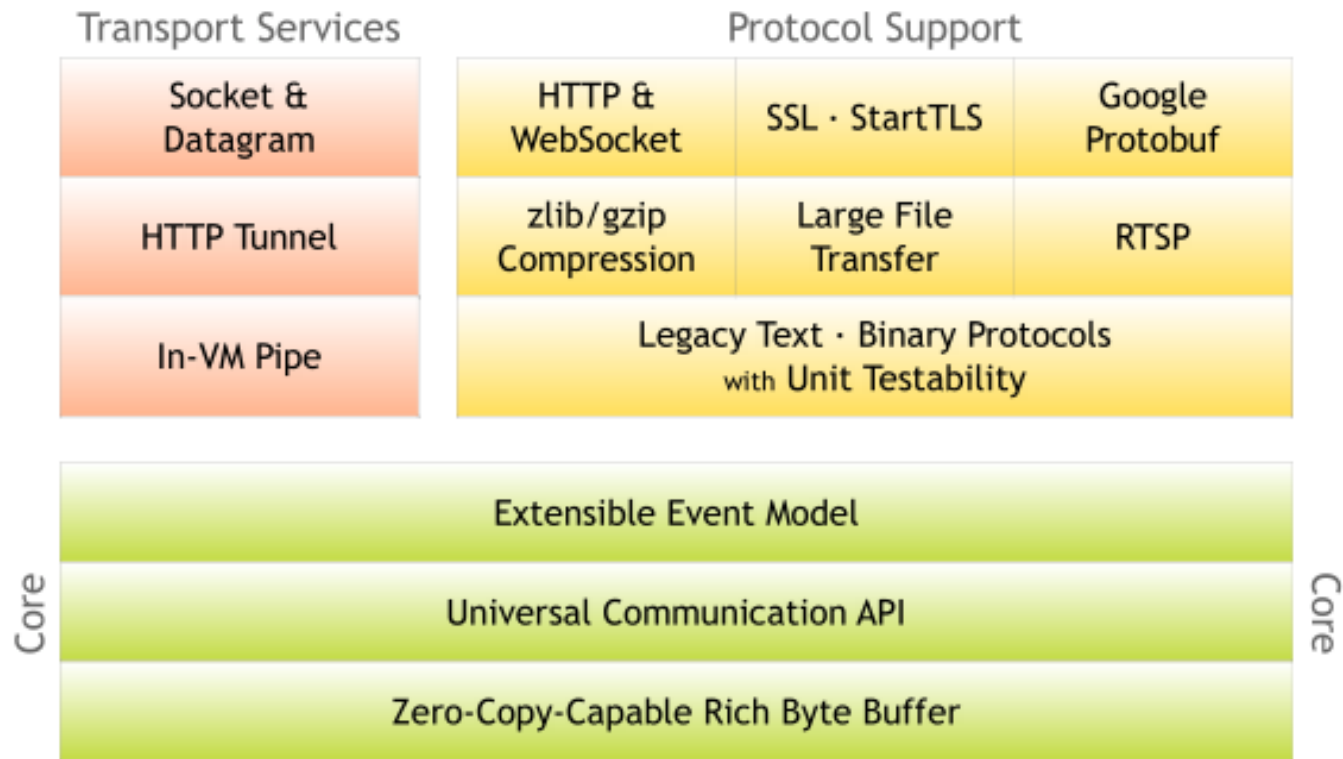 Transport Services
Socket &
Datagram
HTTP Tunnel
In-VM Pipe
Protocol Support
HTTP &
WebSocket
SSL · StartTLS
Google
Protobuf
zlib/gzip
Compression
Large File
Transfer
RTSP
Legacy Text · Binary Protocols
with Unit Testability
Core
Extensible Event Model
Universal Communication API
Zero-Copy-Capable Rich Byte Buffer
Core